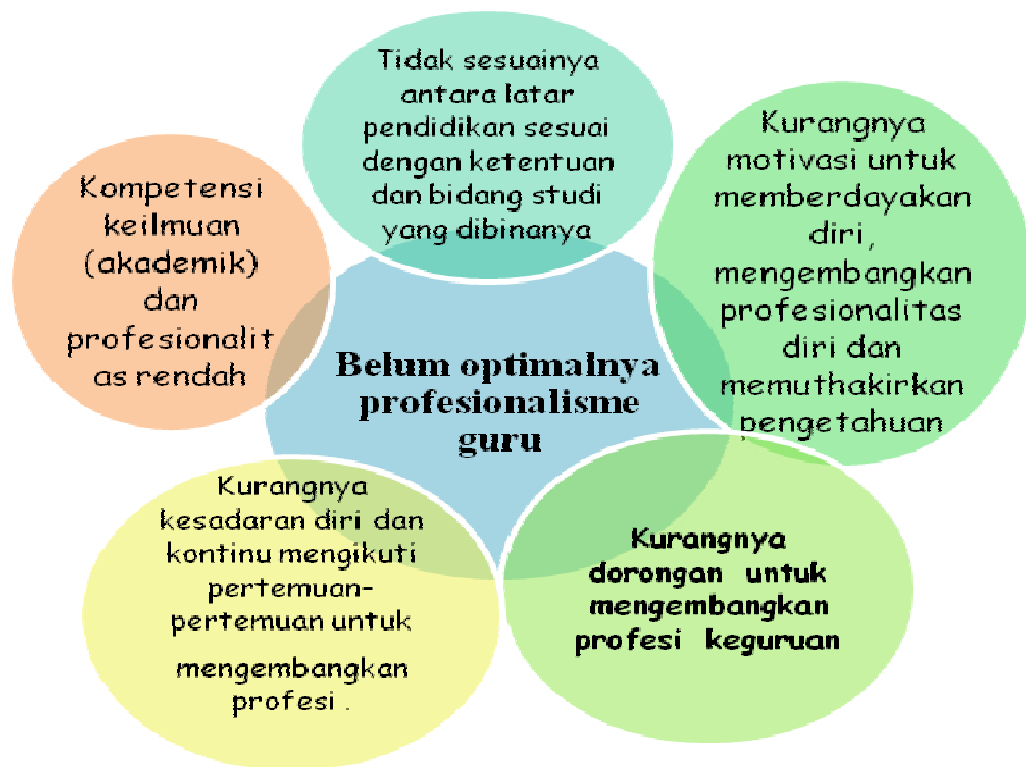 Tidak sesuainya
antara latar
pendidikan sesuai
dengan ketentuan
dan bidang studi
yang dibinanya
Kurangnya
motivasi untuk
memberdayakan
diri,
mengembangkan
profesionalitas
diri dan
memuthakirkan
pengetahuan
Kompetensi
keilmuan
(akademik)
dan
profesionalit
as rendah
Belum optimalnya
profesionalisme
guru
Kurangnya
kesadaran diri dan
kontinu mengikuti
pertemuan-
pertemuan untuk
mengembangkan
profesi .
Kurangnya
dorongan untuk
mengembangkan
profesi keguruan